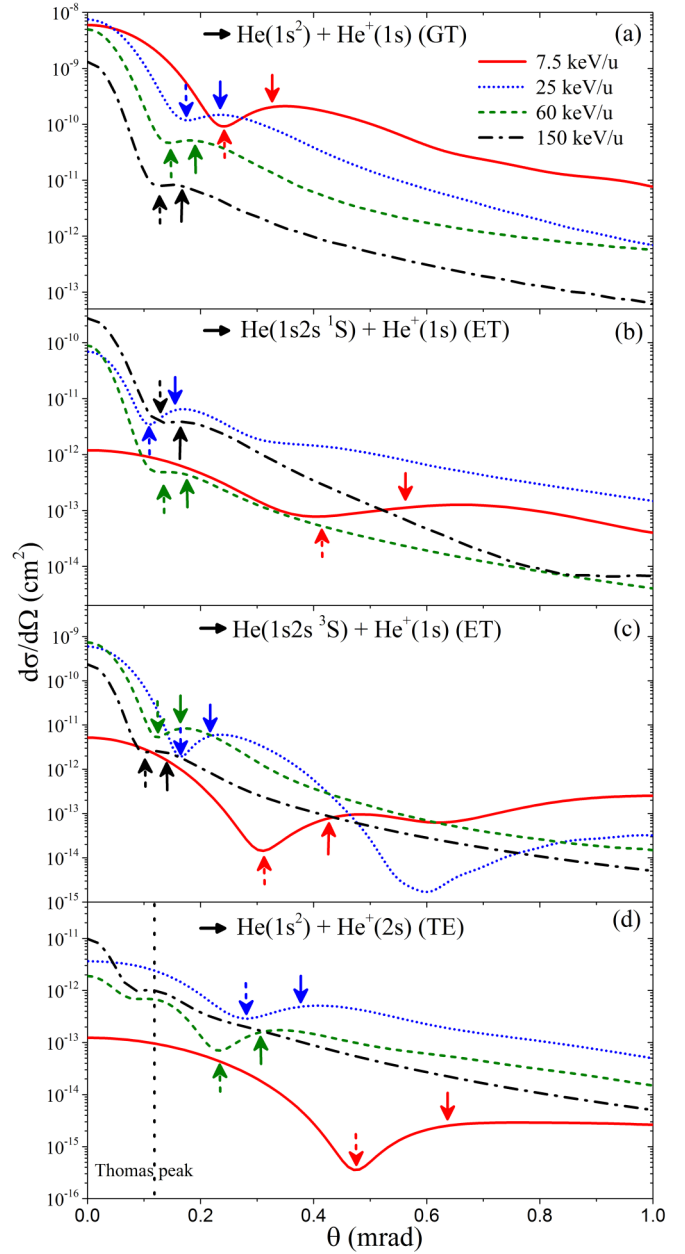 10⁻⁸
→ He(1s²) + He⁺(1s) (GT)
(a)
7.5 keV/u
25 keV/u
60 keV/u
150 keV/u
10⁻⁹
10⁻¹⁰
10⁻¹¹
10⁻¹²
10⁻¹³
→ He(1s2s ¹S) + He⁺(1s) (ET)
(b)
10⁻¹⁰
10⁻¹¹
10⁻¹²
10⁻¹³
10⁻¹⁴
dσ/dΩ (cm²)
→ He(1s2s ³S) + He⁺(1s) (ET)
(c)
10⁻⁹
10⁻¹⁰
10⁻¹¹
10⁻¹²
10⁻¹³
10⁻¹⁴
10⁻¹⁵
→ He(1s²) + He⁺(2s) (TE)
(d)
10⁻¹¹
10⁻¹²
10⁻¹³
10⁻¹⁴
10⁻¹⁵
10⁻¹⁶
Thomas peak
0.0 0.2 0.4 0.6 0.8 1.0
θ (mrad)